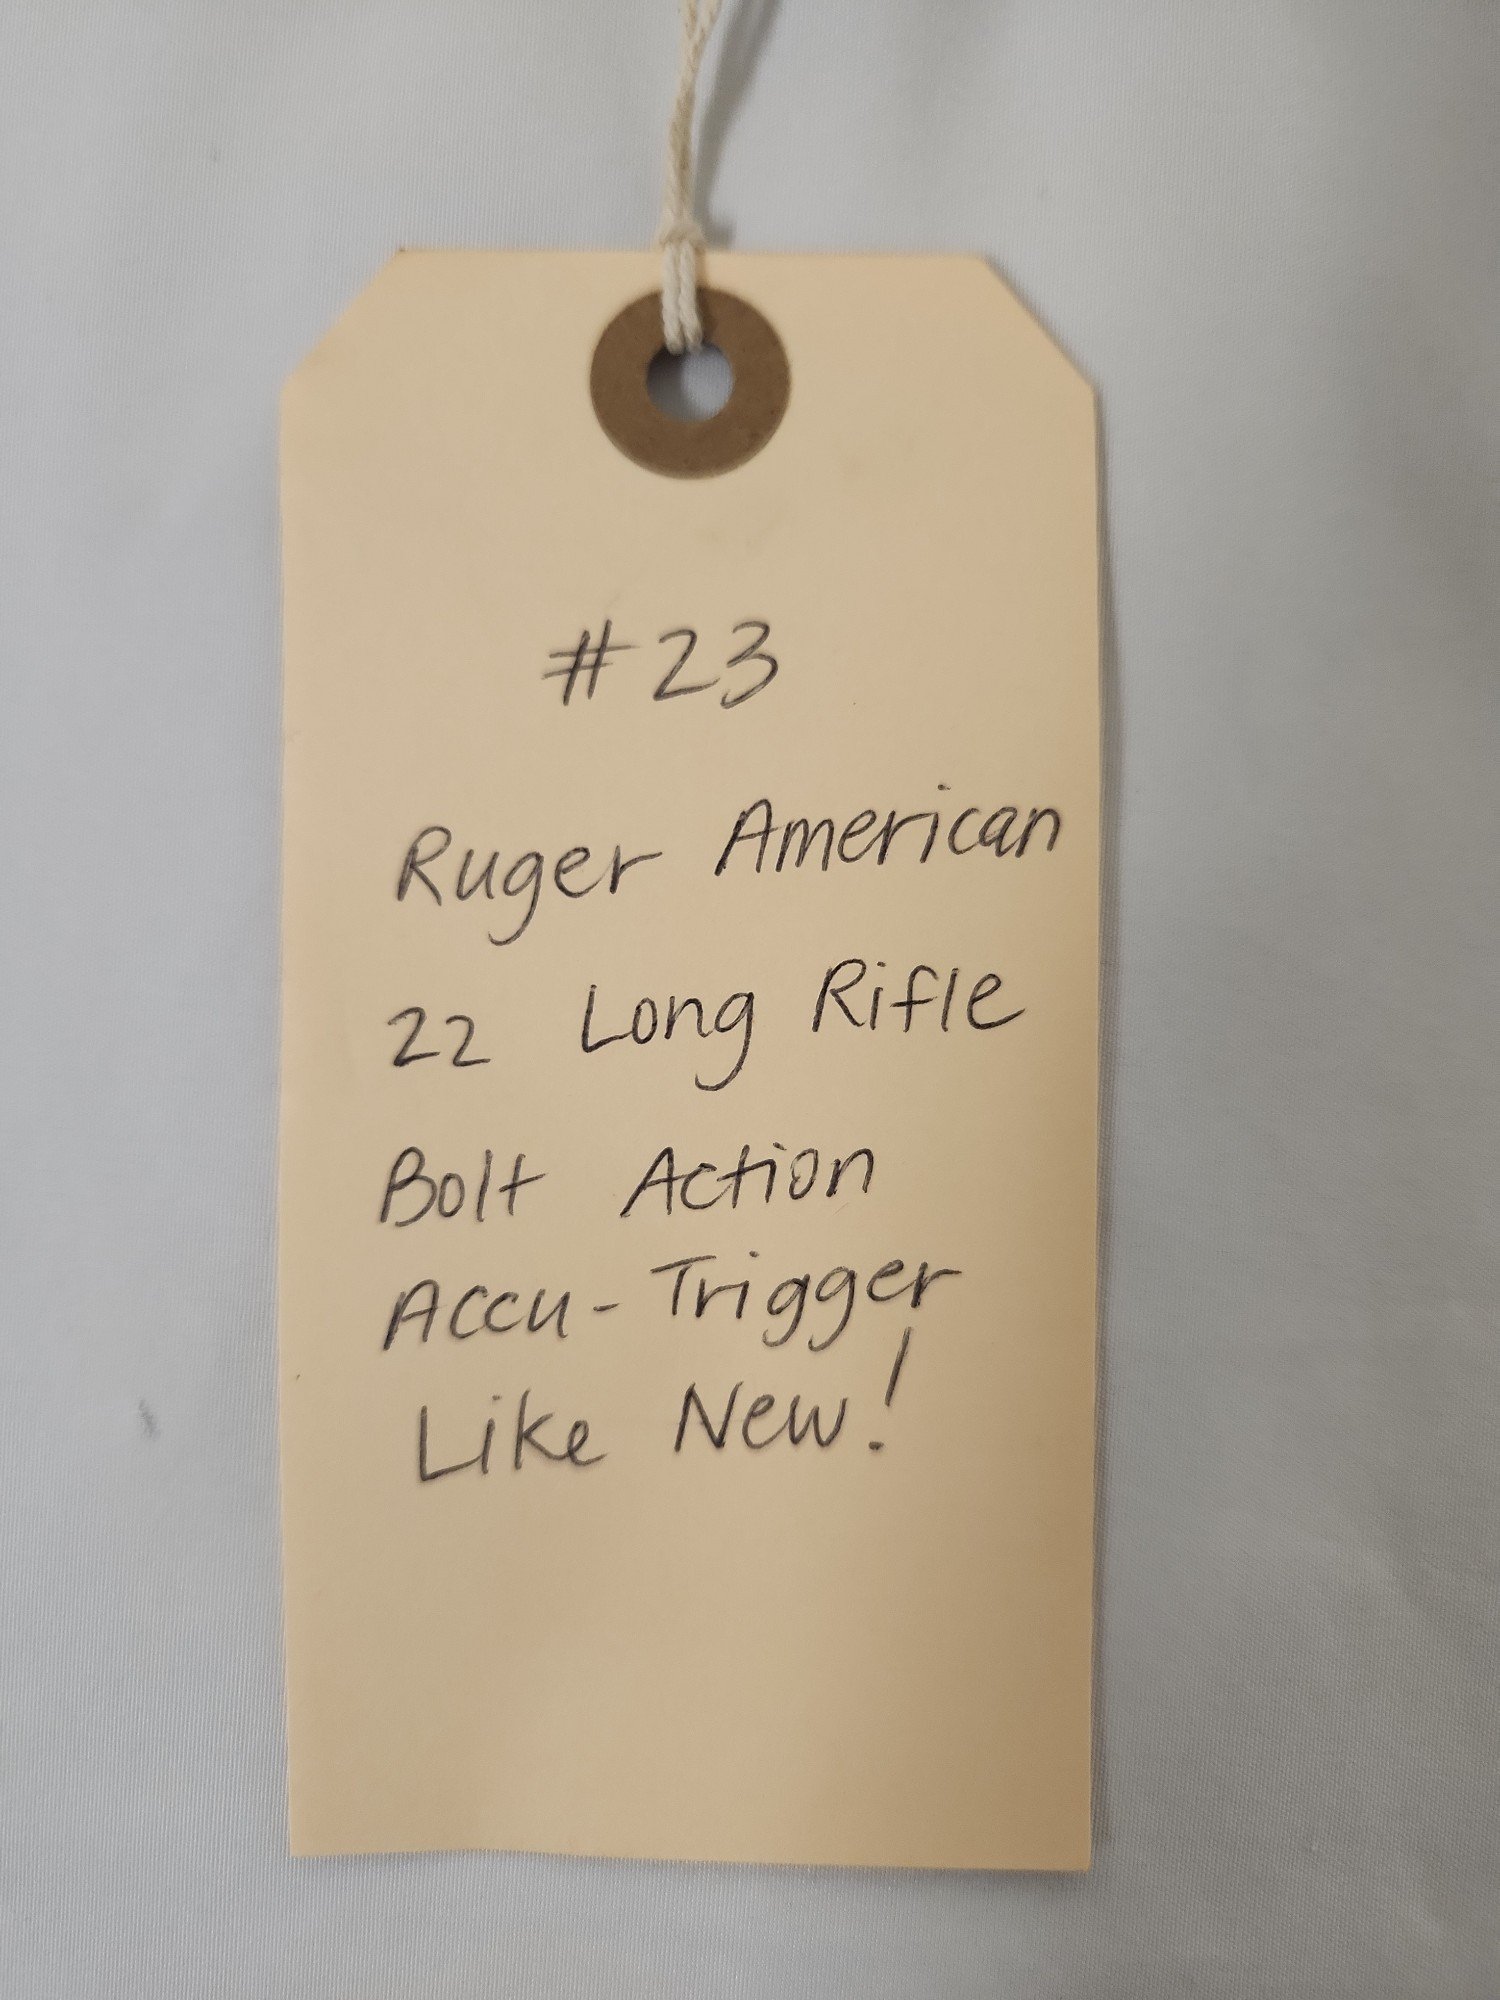 #23
Ruger American
22 Long Rifle
Bolt Action
Accu-Trigger
Like New!